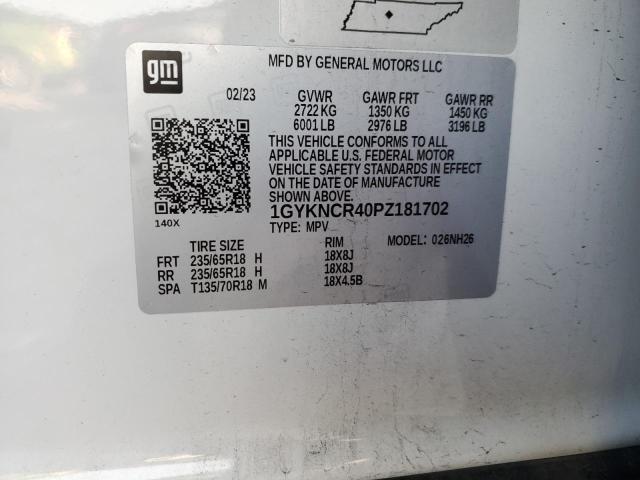 gm
MFD BY GENERAL MOTORS LLC
02/23 GVWR GAWR FRT GAWR RR
2722 KG 1350 KG 1450 KG
6001 LB 2976 LB 3196 LB
THIS VEHICLE CONFORMS TO ALL
APPLICABLE U.S. FEDERAL MOTOR
VEHICLE SAFETY STANDARDS IN EFFECT
ON THE DATE OF MANUFACTURE
SHOWN ABOVE.
140X
1GYKNCR40PZ181702
TYPE: MPV MODEL: 026NH26
TIRE SIZE RIM
FRT 235/65R18 H 18X8J
RR 235/65R18 H 18X8J
SPA T135/70R18 M 18X4.5B